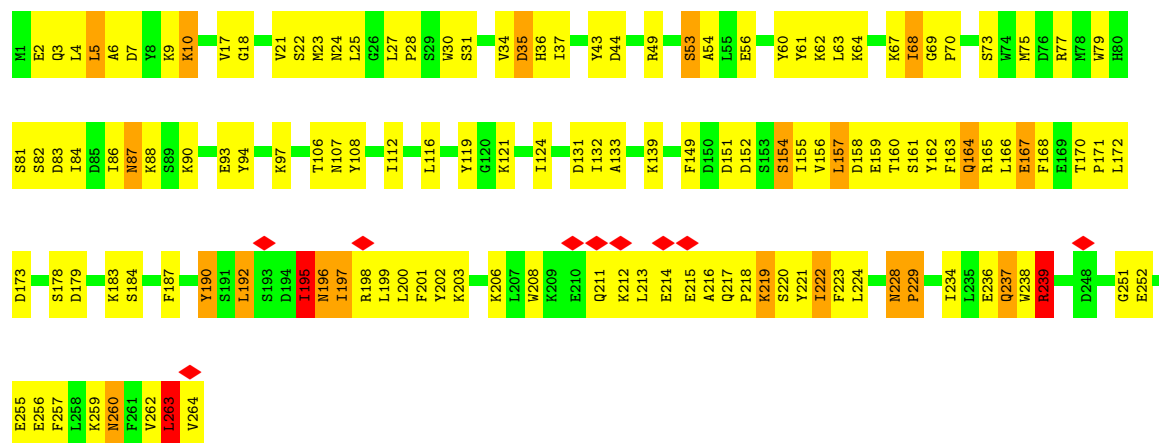 M1 E2 Q3 L4 L5 A6 D7 Y8 K9 K10 V17 G18 V21 S22 M23 N24 L25 G26 L27 P28 S29 W30 S31 V34 D35 H36 I37 Y43 D44 R49 S53 A54 L55 E56 Y60 Y61 K62 L63 K64 K67 I68 G69 P70 S73 W74 M75 D76 R77 M78 W79 H80
S81 S82 D83 I84 D85 I86 N87 K88 S89 K90 E93 Y94 K97 T106 N107 Y108 I112 L116 Y119 G120 K121 I124 D131 I132 A133 K139 F149 D150 D151 D152 S153 S154 I155 V156 L157 D158 E159 T160 S161 Y162 F163 Q164 R165 L166 E167 F168 E169 T170 P171 L172
D173 S178 D179 K183 S184 F187 Y190 S191 L192 S193 D194 I195 N196 I197 R198 L199 L200 F201 Y202 K203 K206 L207 W208 K209 E210 Q211 K212 L213 E214 E215 A216 Q217 P218 K219 S220 Y221 I222 F223 L224 N228 P229 I234 L235 E236 Q237 W238 R239 D248 G251 E252
E255 E256 F257 L258 K259 N260 F261 V262 L263 V264